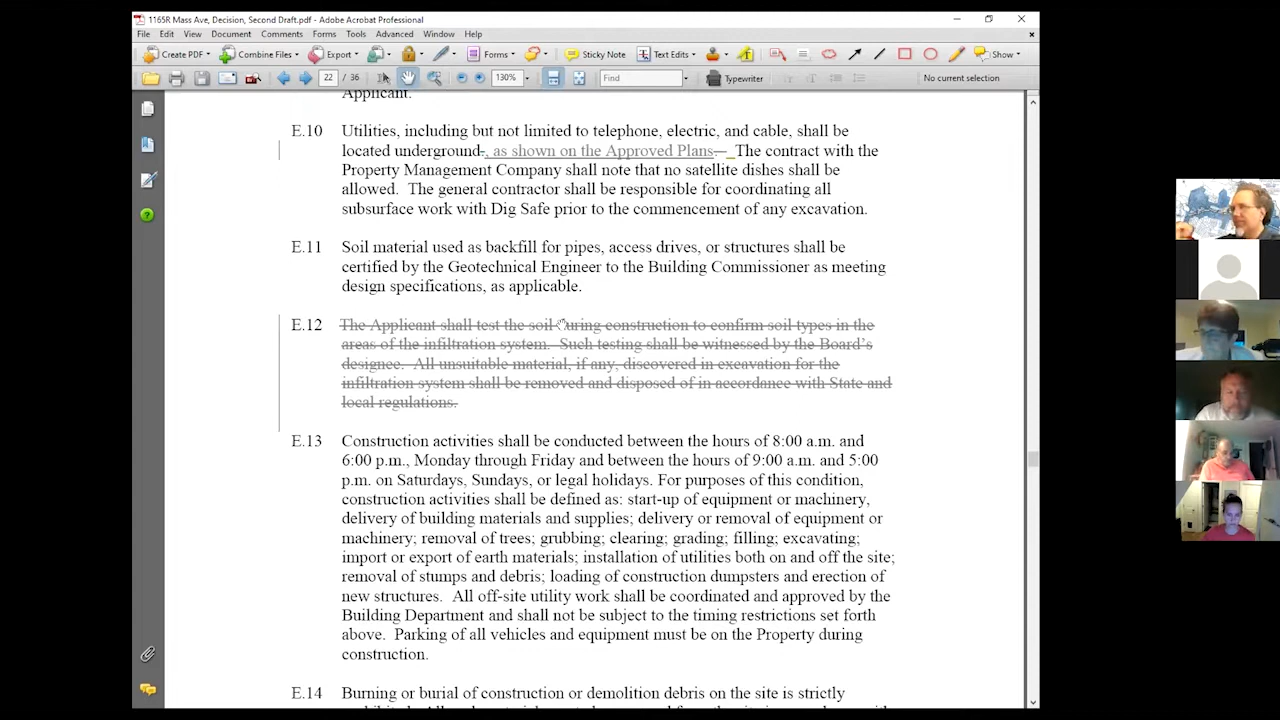 1165R Mass Ave, Decision, Second Draft.pdf - Adobe Acrobat Professional
File Edit View Document Comments Forms Tools Advanced Window Help
Create PDF Combine Files Export Forms Sticky Note Text Edits Show
22 / 36 130% Find Typewriter No current selection
Applicant.
E.10 Utilities, including but not limited to telephone, electric, and cable, shall be
located underground-, as shown on the Approved Plans— _The contract with the
Property Management Company shall note that no satellite dishes shall be
allowed. The general contractor shall be responsible for coordinating all
subsurface work with Dig Safe prior to the commencement of any excavation.
E.11 Soil material used as backfill for pipes, access drives, or structures shall be
certified by the Geotechnical Engineer to the Building Commissioner as meeting
design specifications, as applicable.
E.12 The Applicant shall test the soil during construction to confirm soil types in the
areas of the infiltration system. Such testing shall be witnessed by the Board's
designee. All unsuitable material, if any, discovered in excavation for the
infiltration system shall be removed and disposed of in accordance with State and
local regulations.
E.13 Construction activities shall be conducted between the hours of 8:00 a.m. and
6:00 p.m., Monday through Friday and between the hours of 9:00 a.m. and 5:00
p.m. on Saturdays, Sundays, or legal holidays. For purposes of this condition,
construction activities shall be defined as: start-up of equipment or machinery,
delivery of building materials and supplies; delivery or removal of equipment or
machinery; removal of trees; grubbing; clearing; grading; filling; excavating;
import or export of earth materials; installation of utilities both on and off the site;
removal of stumps and debris; loading of construction dumpsters and erection of
new structures. All off-site utility work shall be coordinated and approved by the
Building Department and shall not be subject to the timing restrictions set forth
above. Parking of all vehicles and equipment must be on the Property during
construction.
E.14 Burning or burial of construction or demolition debris on the site is strictly